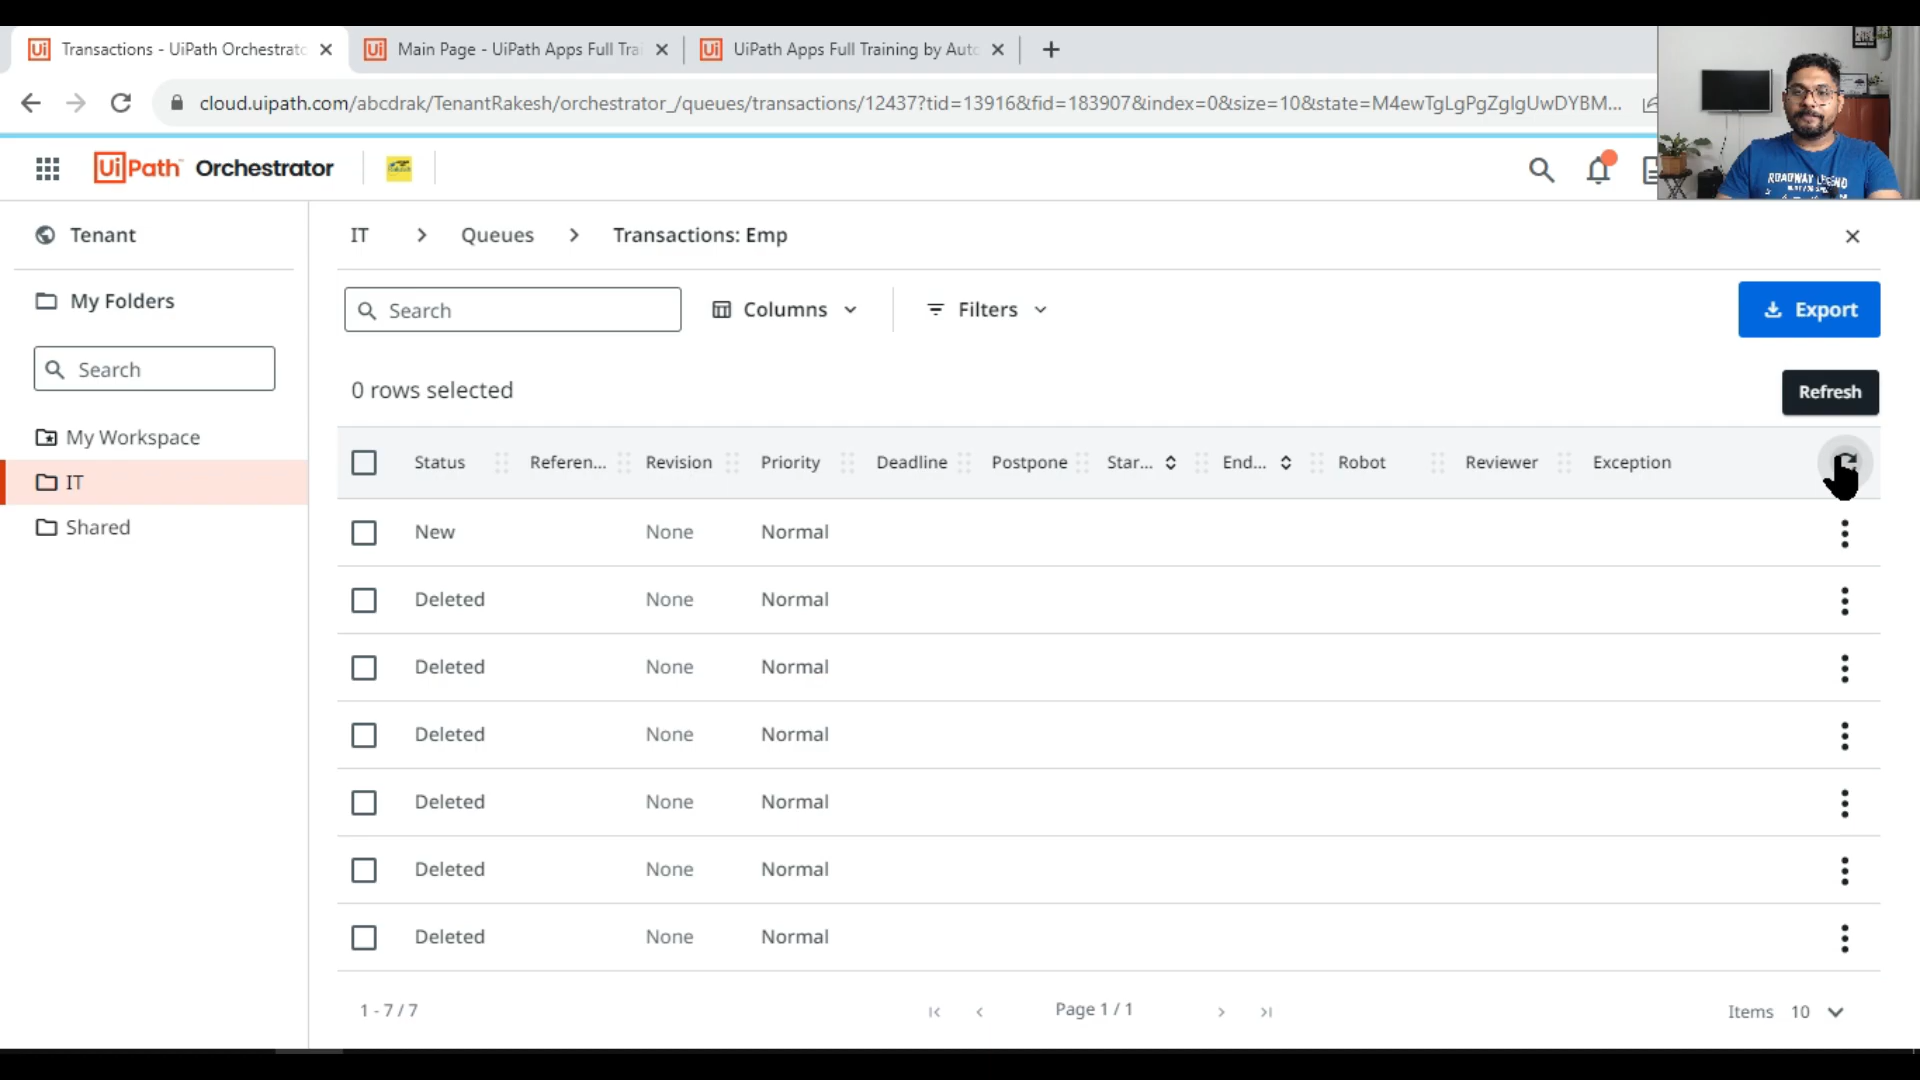 Transactions - UiPath Orchestrato
Main Page - UiPath Apps Full Tra
UiPath Apps Full Training by Auto
cloud.uipath.com/abcdrak/TenantRakesh/orchestrator_/queues/transactions/12437?tid=13916&fid=183907&index=0&size=10&state=M4ewTgLgPgZglgUwDYBM...
UiPath Orchestrator
Tenant
My Folders
Search
My Workspace
IT
Shared
IT > Queues > Transactions: Emp
Search Columns Filters Export
0 rows selected Refresh
Status Referen... Revision Priority Deadline Postpone Star... End... Robot Reviewer Exception
New None Normal
Deleted None Normal
Deleted None Normal
Deleted None Normal
Deleted None Normal
Deleted None Normal
Deleted None Normal
1 - 7 / 7 Page 1 / 1 Items 10
ROADWAY LEGEND